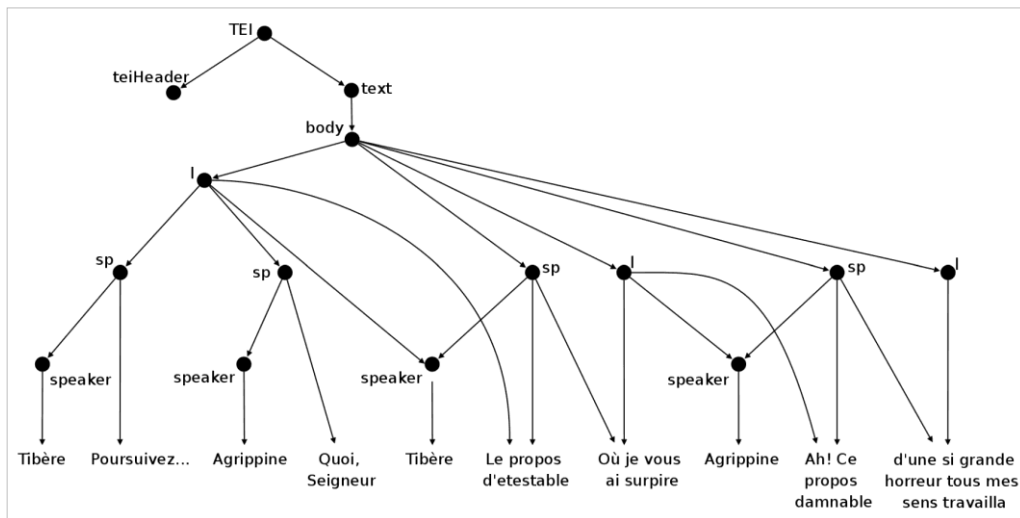 TEI
teiHeader
text
body
l
sp
sp
sp
l
sp
l
speaker
speaker
speaker
speaker
Tibère
Poursuivez...
Agrippine
Quoi,
Seigneur
Tibère
Le propos
d'etestable
Où je vous
ai surpire
Agrippine
Ah! Ce
propos
damnable
d'une si grande
horreur tous mes
sens travailla